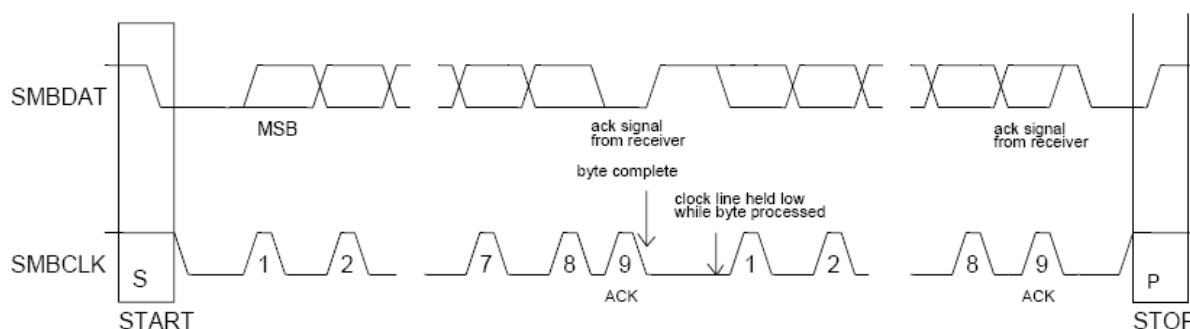 SMBDAT
MSB
ack signal
from receiver
ack signal
from receiver
byte complete
clock line held low
while byte processed
SMBCLK
S
1
2
7
8
9
1
2
8
9
P
ACK
ACK
START
STOP